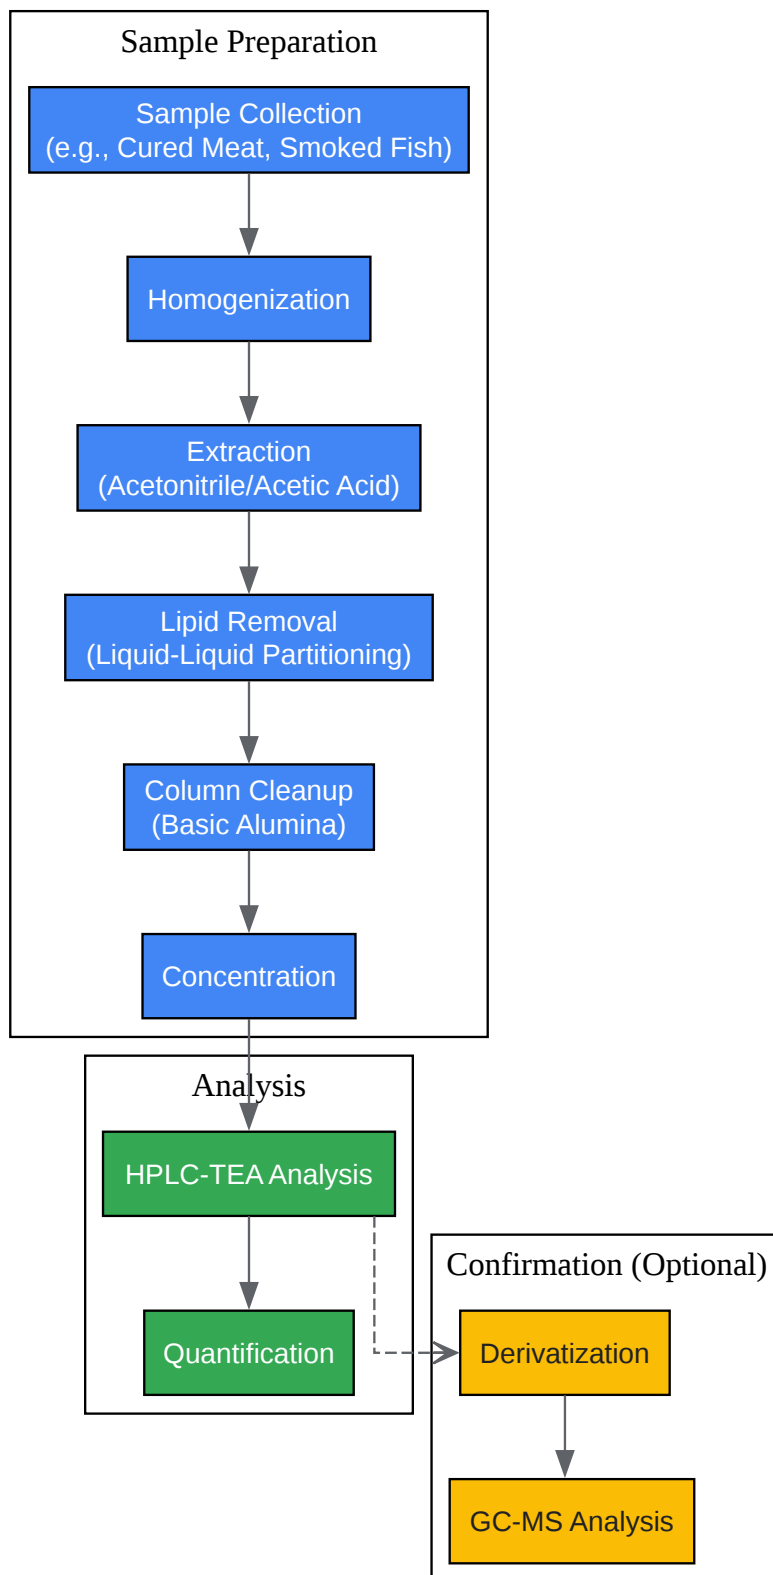 Sample Preparation
Sample Collection
(e.g., Cured Meat, Smoked Fish)
Homogenization
Extraction
(Acetonitrile/Acetic Acid)
Lipid Removal
(Liquid-Liquid Partitioning)
Column Cleanup
(Basic Alumina)
Concentration
Analysis
HPLC-TEA Analysis
Quantification
Confirmation (Optional)
Derivatization
GC-MS Analysis